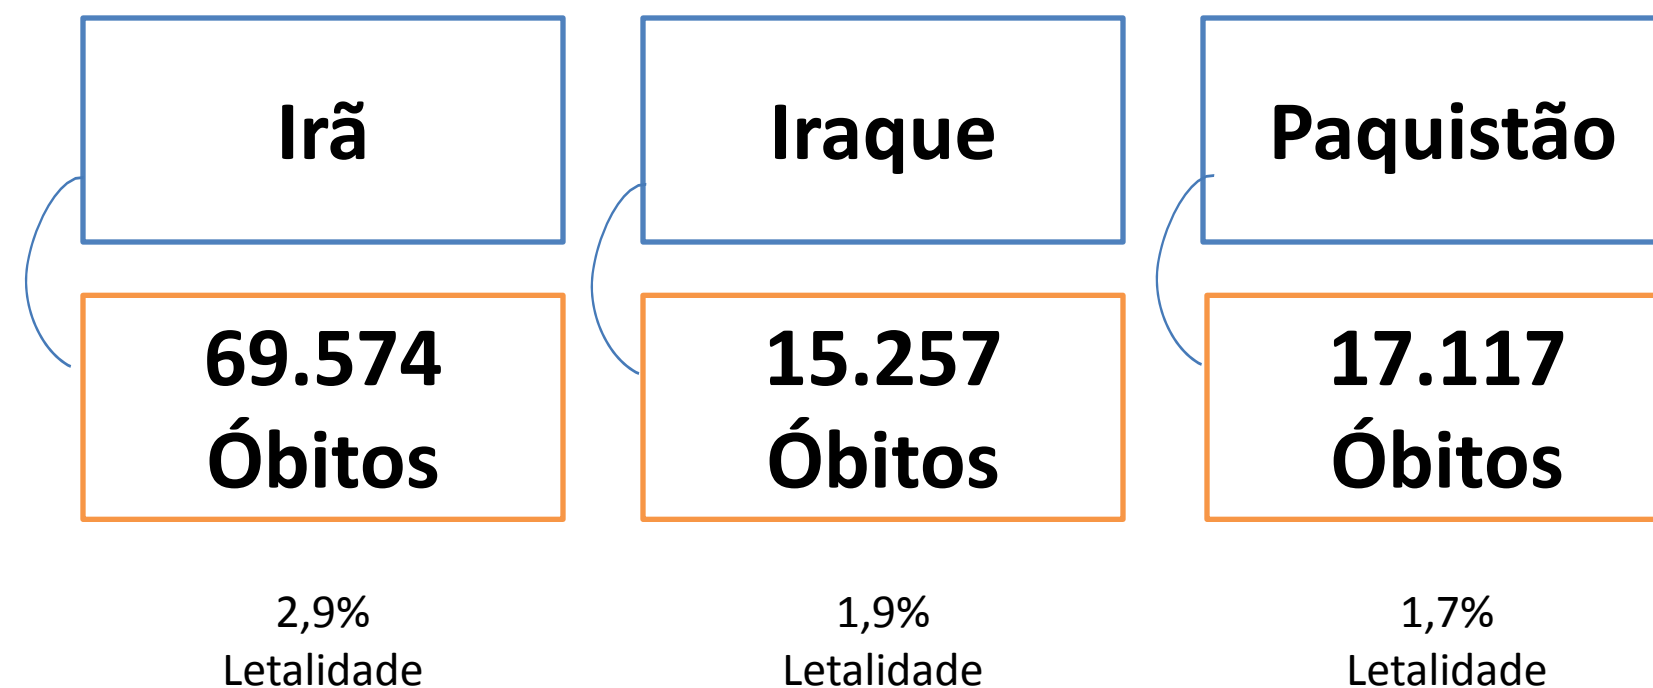 Irã
69.574
Óbitos
2,9%
Letalidade
Iraque
15.257
Óbitos
1,9%
Letalidade
Paquistão
17.117
Óbitos
1,7%
Letalidade